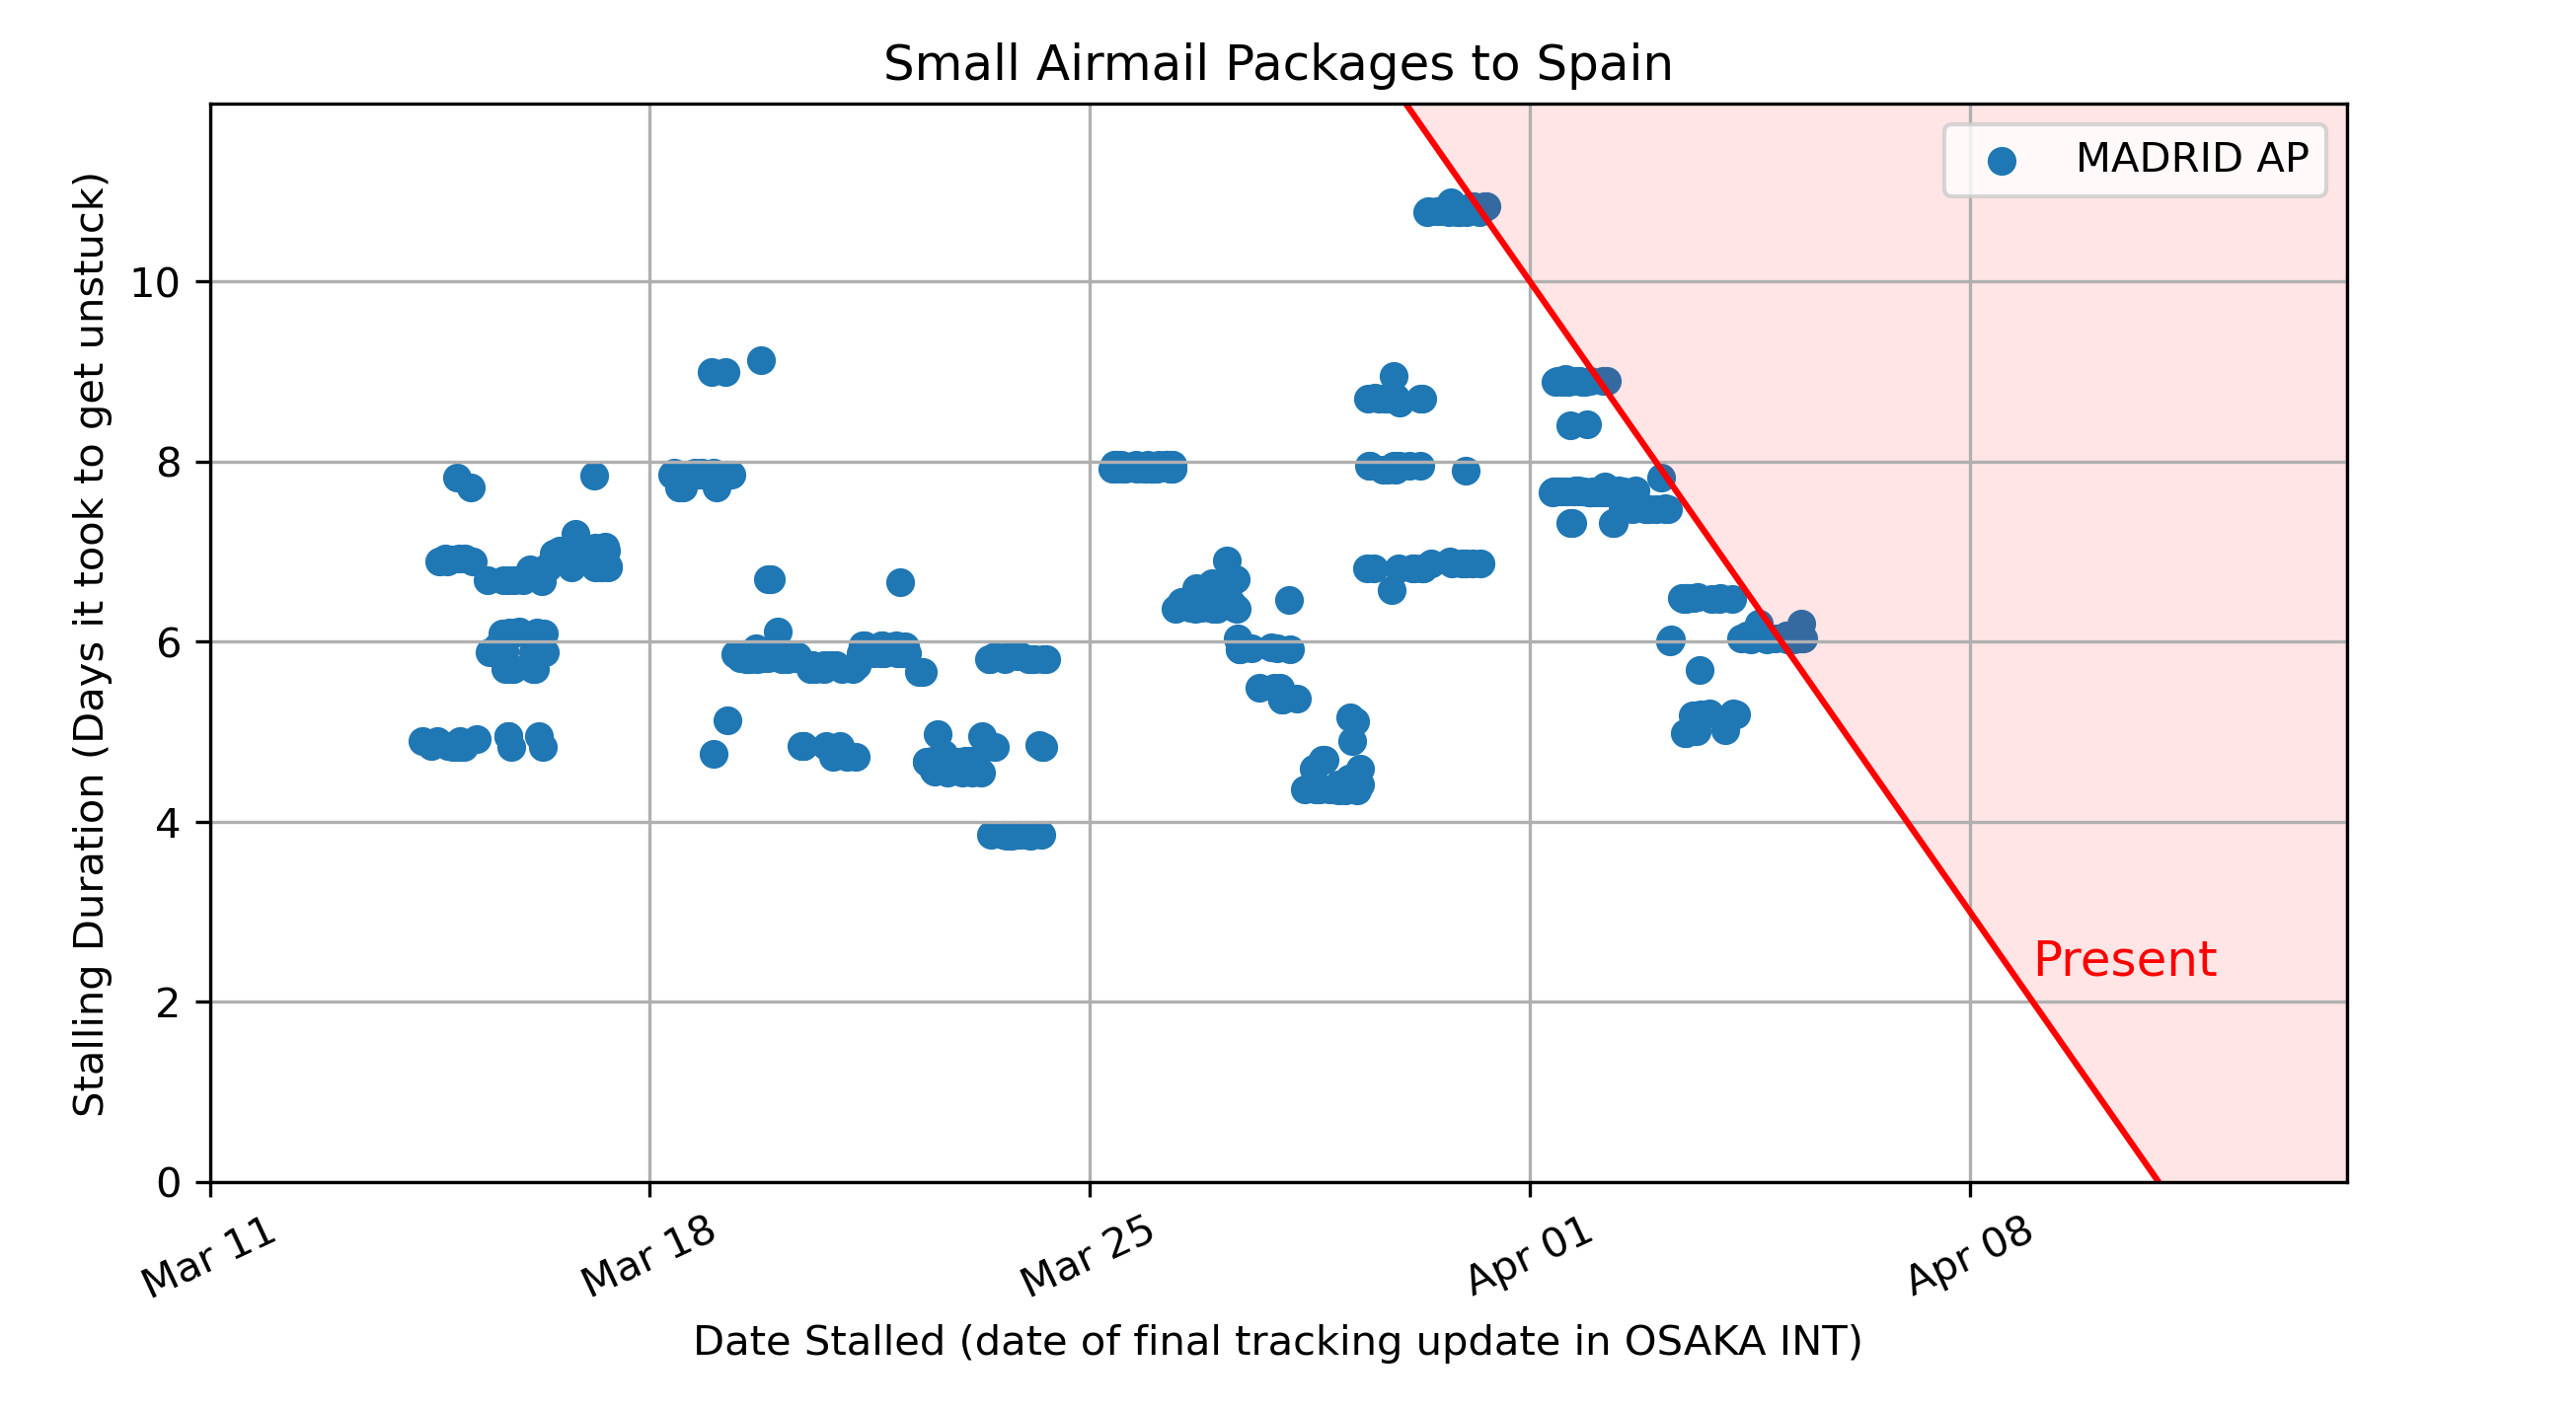 Small Airmail Packages to Spain
MADRID AP
Stalling Duration (Days it took to get unstuck)
10
8
6
4
2
0
Present
Mar 11
Mar 18
Mar 25
Apr 01
Apr 08
Date Stalled (date of final tracking update in OSAKA INT)